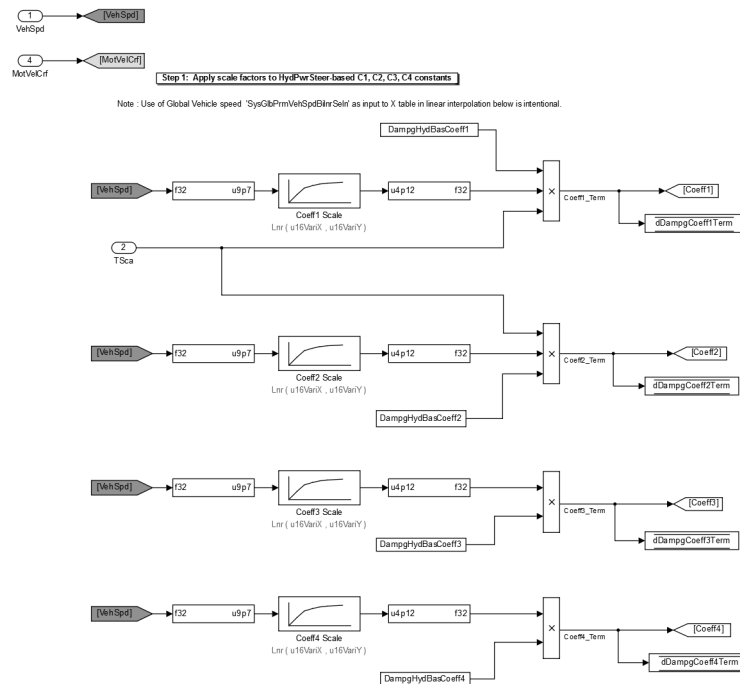 1
[VehSpd]
VehSpd
4
[MotVelCrf]
MotVelCrf
Step 1: Apply scale factors to HydPwrSteer-based C1, C2, C3, C4 constants
Note : Use of Global Vehicle speed 'SysGlbPrmVehSpdBilnrSeln' as input to X table in linear interpolation below is intentional.
DampgHydBasCoeff1
[VehSpd]
f32 u9p7
u4p12 f32
×
Coeff1_Term
[Coeff1]
Coeff1 Scale
Lnr ( u16VariX , u16VariY )
dDampgCoeff1Term
2
TSca
[VehSpd]
f32 u9p7
u4p12 f32
×
Coeff2_Term
[Coeff2]
Coeff2 Scale
Lnr ( u16VariX , u16VariY )
dDampgCoeff2Term
DampgHydBasCoeff2
[VehSpd]
f32 u9p7
u4p12 f32
×
Coeff3_Term
[Coeff3]
Coeff3 Scale
Lnr ( u16VariX , u16VariY )
dDampgCoeff3Term
DampgHydBasCoeff3
[VehSpd]
f32 u9p7
u4p12 f32
×
Coeff4_Term
[Coeff4]
Coeff4 Scale
Lnr ( u16VariX , u16VariY )
dDampgCoeff4Term
DampgHydBasCoeff4